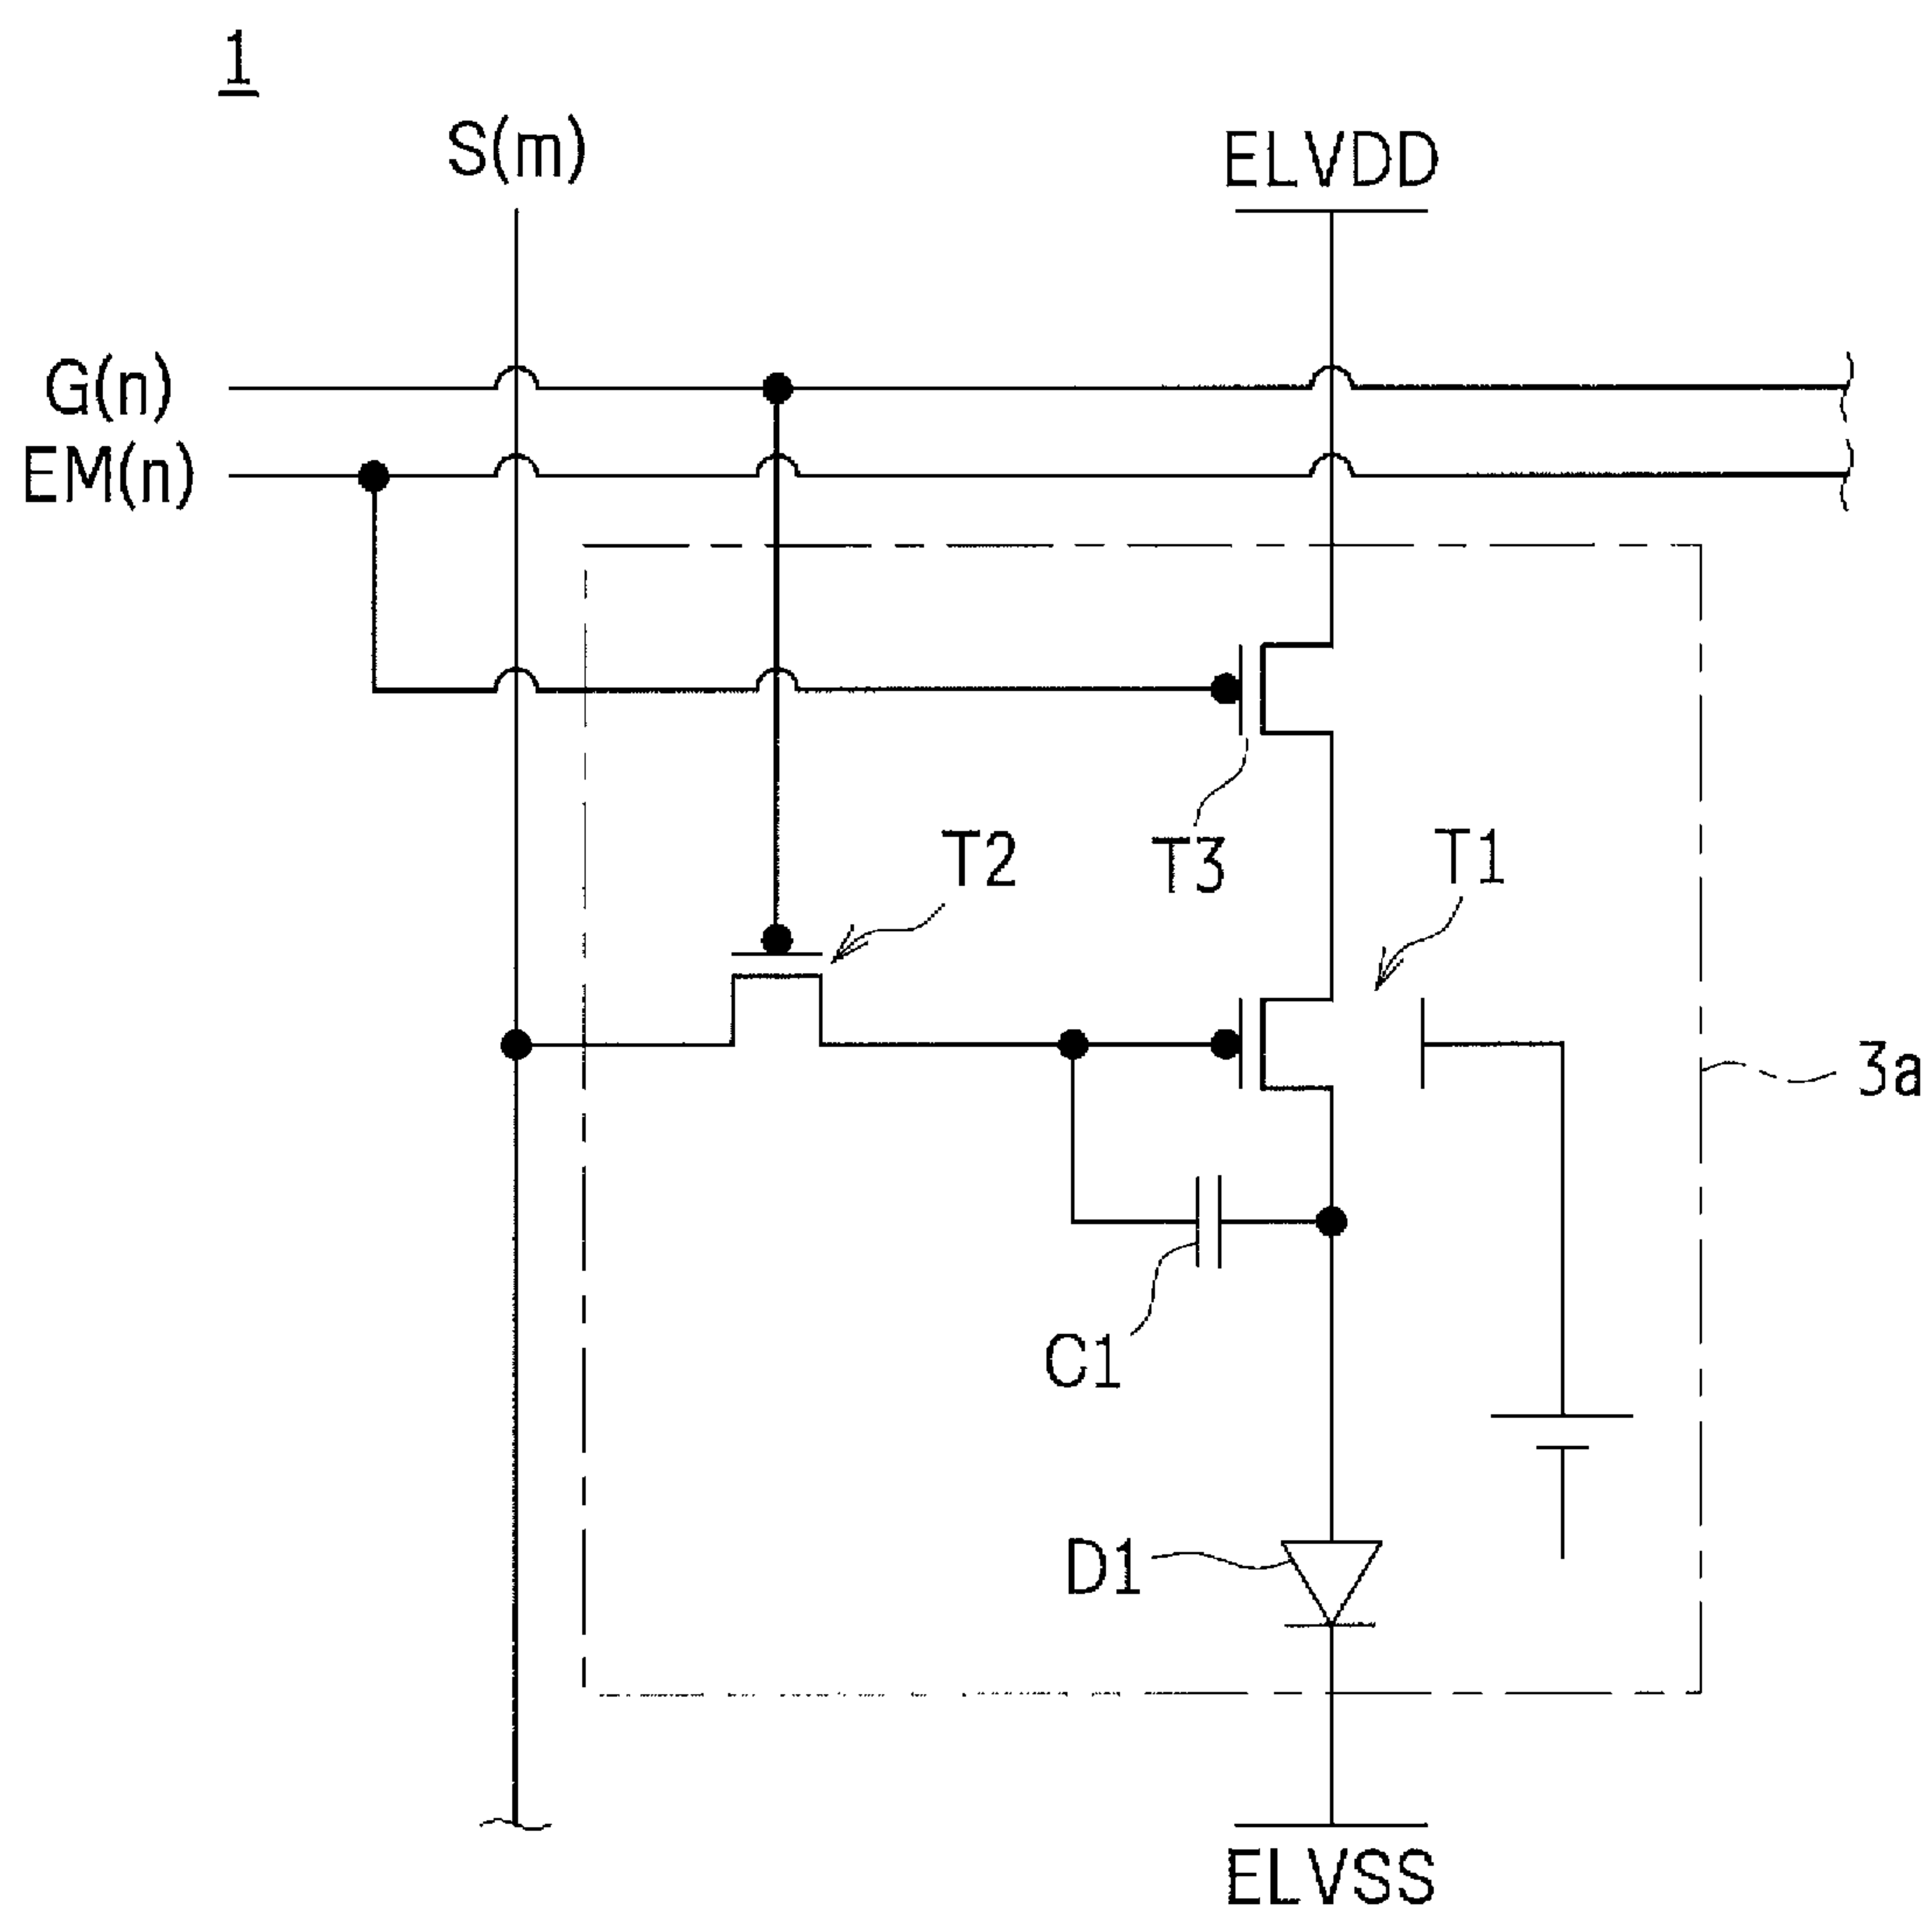 1
S(m)
ELVDD
G(n)
EM(n)
T2
T3
T1
3a
C1
D1
ELVSS